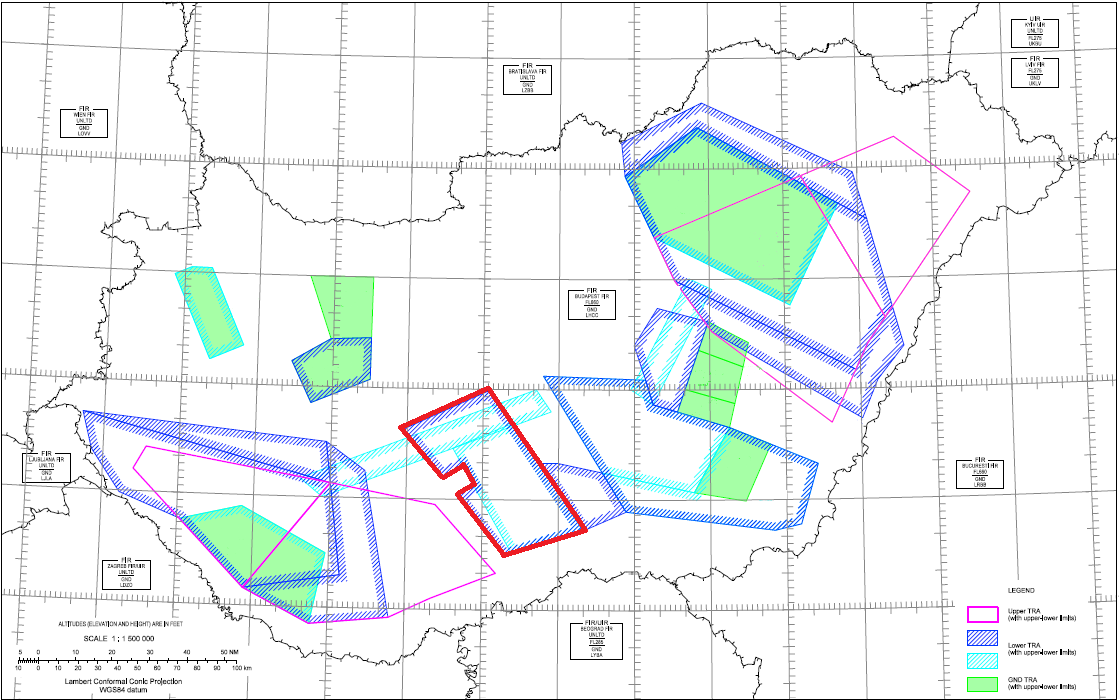 UIR
KYIV UIR
UNLTD
FL275
UKBU
FIR
LVIV FIR
FL275
GND
UKLV
FIR
BRATISLAVA FIR
UNLTD
GND
LZBB
FIR
WIEN FIR
UNLTD
GND
LOVV
FIR
BUDAPEST FIR
FL660
GND
LHCC
FIR
LJUBLJANA FIR
UNLTD
GND
LJLA
FIR
BUCURESTI FIR
FL660
GND
LRBB
FIR
ZAGREB FIR/UIR
UNLTD
GND
LDZO
FIR/UIR
BEOGRAD FIR
UNLTD
FL285
GND
LYBA
ALTITUDES (ELEVATION AND HEIGHT) ARE IN FEET
SCALE 1 : 1 500 000
5 0 10 20 30 40 50 NM
10 0 10 20 30 40 50 60 70 80 90 100 km
Lambert Conformal Conic Projection
WGS84 datum
LEGEND
Upper TRA
(with upper-lower limits)
Lower TRA
(with upper-lower limits)
GND TRA
(with upper-lower limits)